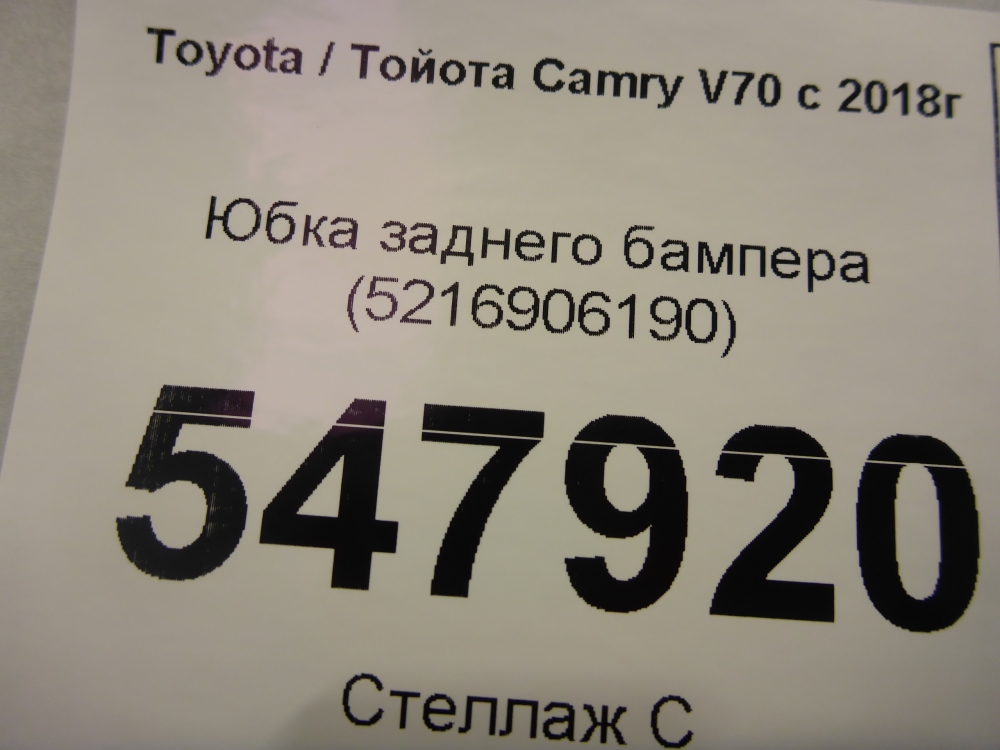 Toyota / Тойота Camry V70 с 2018г
Юбка заднего бампера
(5216906190)
547920
Стеллаж С